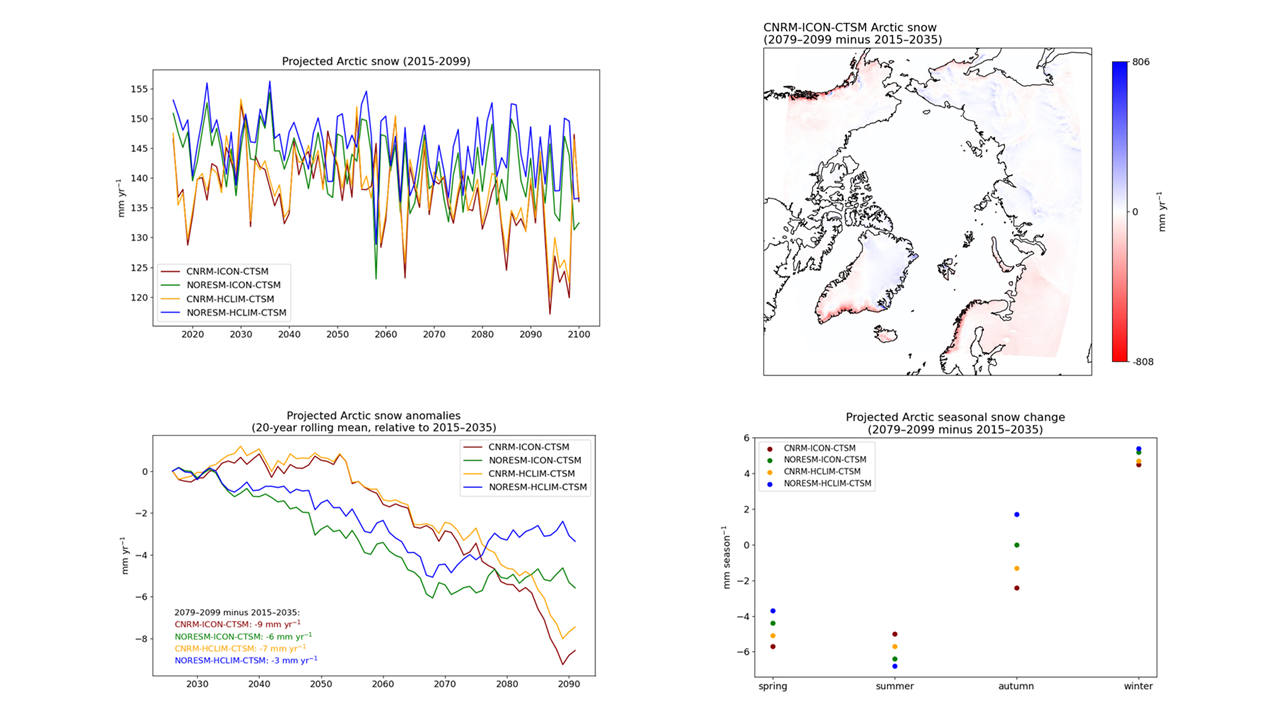 Projected Arctic snow (2015-2099)
mm yr⁻¹
155
150
145
140
135
130
125
120
CNRM-ICON-CTSM
NORESM-ICON-CTSM
CNRM-HCLIM-CTSM
NORESM-HCLIM-CTSM
2020 2030 2040 2050 2060 2070 2080 2090 2100
CNRM-ICON-CTSM Arctic snow
(2079–2099 minus 2015–2035)
806
0
-808
mm yr⁻¹
Projected Arctic snow anomalies
(20-year rolling mean, relative to 2015–2035)
mm yr⁻¹
0
−2
−4
−6
−8
CNRM-ICON-CTSM
NORESM-ICON-CTSM
CNRM-HCLIM-CTSM
NORESM-HCLIM-CTSM
2079–2099 minus 2015–2035:
CNRM-ICON-CTSM: -9 mm yr⁻¹
NORESM-ICON-CTSM: -6 mm yr⁻¹
CNRM-HCLIM-CTSM: -7 mm yr⁻¹
NORESM-HCLIM-CTSM: -3 mm yr⁻¹
2030 2040 2050 2060 2070 2080 2090
Projected Arctic seasonal snow change
(2079–2099 minus 2015–2035)
mm season⁻¹
6
4
2
0
−2
−4
−6
CNRM-ICON-CTSM
NORESM-ICON-CTSM
CNRM-HCLIM-CTSM
NORESM-HCLIM-CTSM
spring summer autumn winter